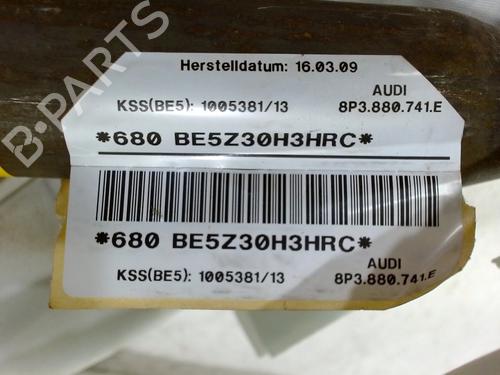 Herstelldatum: 16.03.09
AUDI
KSS(BE5): 1005381/13 8P3.880.741.E
*680 BE5Z30H3HRC*
*680 BE5Z30H3HRC*
AUDI
KSS(BE5): 1005381/13 8P3.880.741.E
B-PARTS